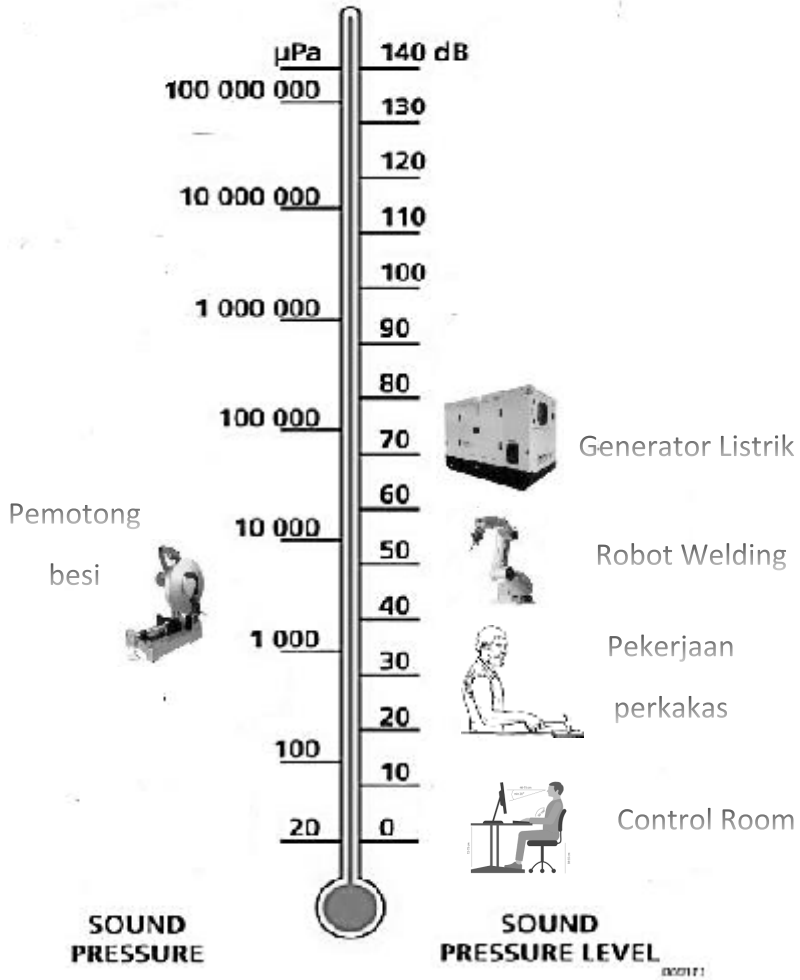 µPa
140 dB
100 000 000
130
120
10 000 000
110
100
1 000 000
90
80
100 000
70
Generator Listrik
60
Pemotong
besi
10 000
50
Robot Welding
40
1 000
30
Pekerjaan
perkakas
20
100
10
20
0
Control Room
SOUND
PRESSURE
SOUND
PRESSURE LEVEL